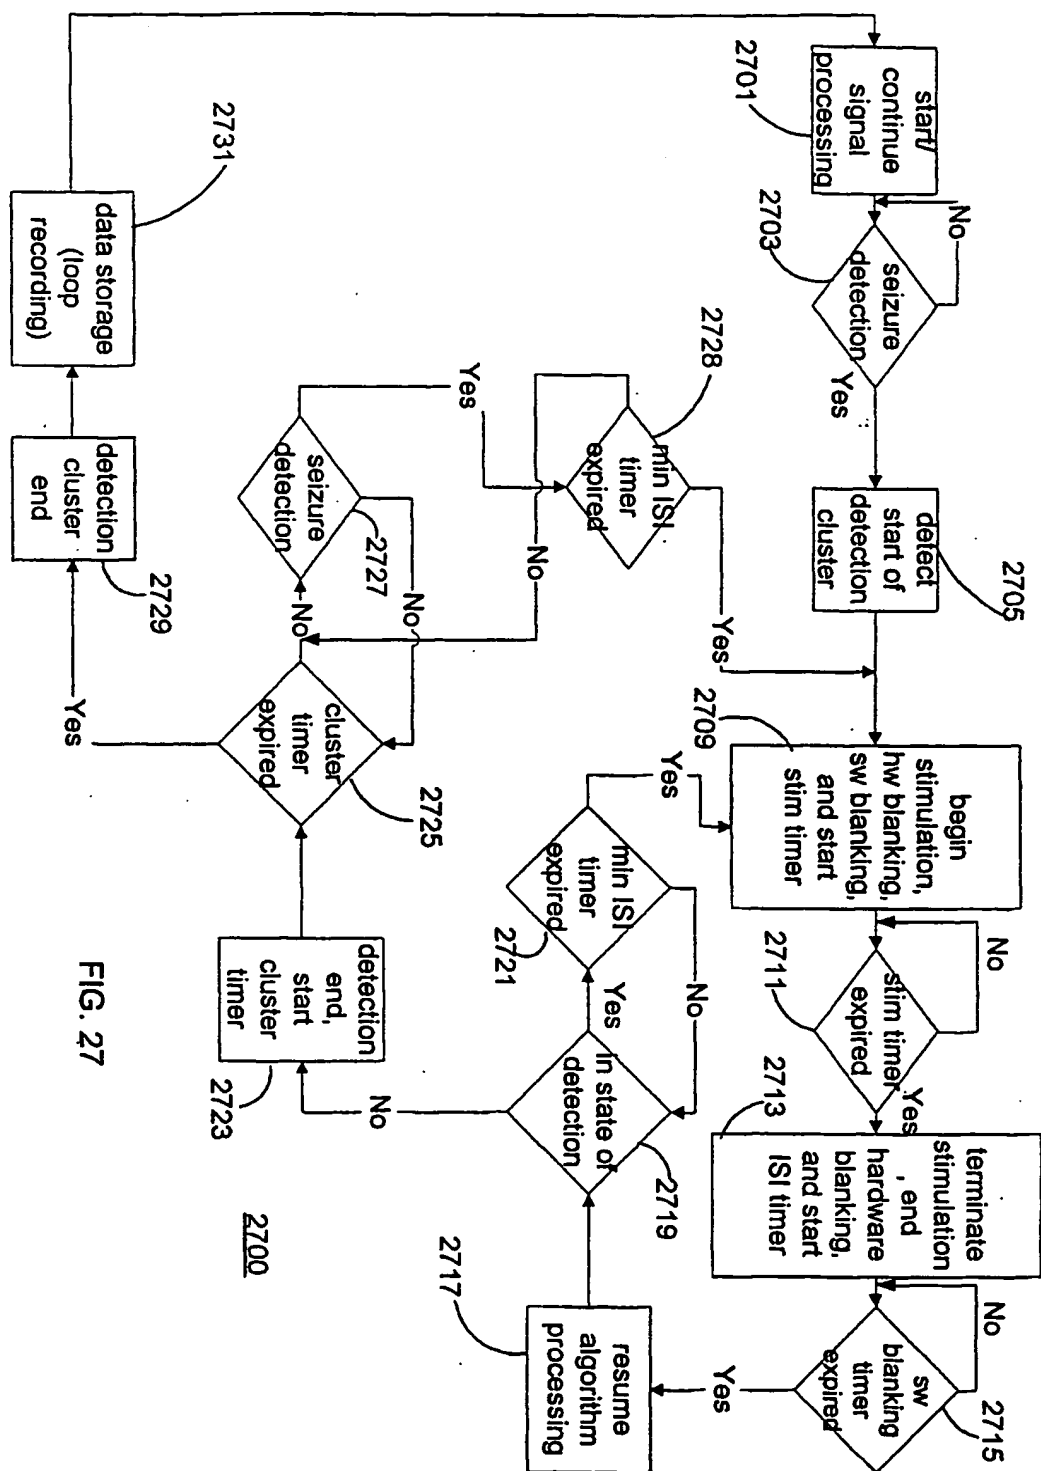 start/
continue
signal
processing
2701
No
seizure
detection
2703
Yes
detect
start of
detection
cluster
2705
begin
stimulation,
hw blanking,
sw blanking,
and start
stim timer
2709
No
stim timer
expired
2711
Yes
terminate
stimulation
, end
hardware
blanking,
and start
ISI timer
2713
No
sw
blanking
timer
expired
2715
Yes
resume
algorithm
processing
2717
in state of
detection
2719
Yes
min ISI
timer
expired
2721
No
Yes
No
detection
end,
start
cluster
timer
2723
cluster
timer
expired
2725
No
seizure
detection
2727
No
Yes
min ISI
timer
expired
2728
No
Yes
Yes
detection
cluster
end
2729
data storage
(loop
recording)
2731
2700
FIG. 27